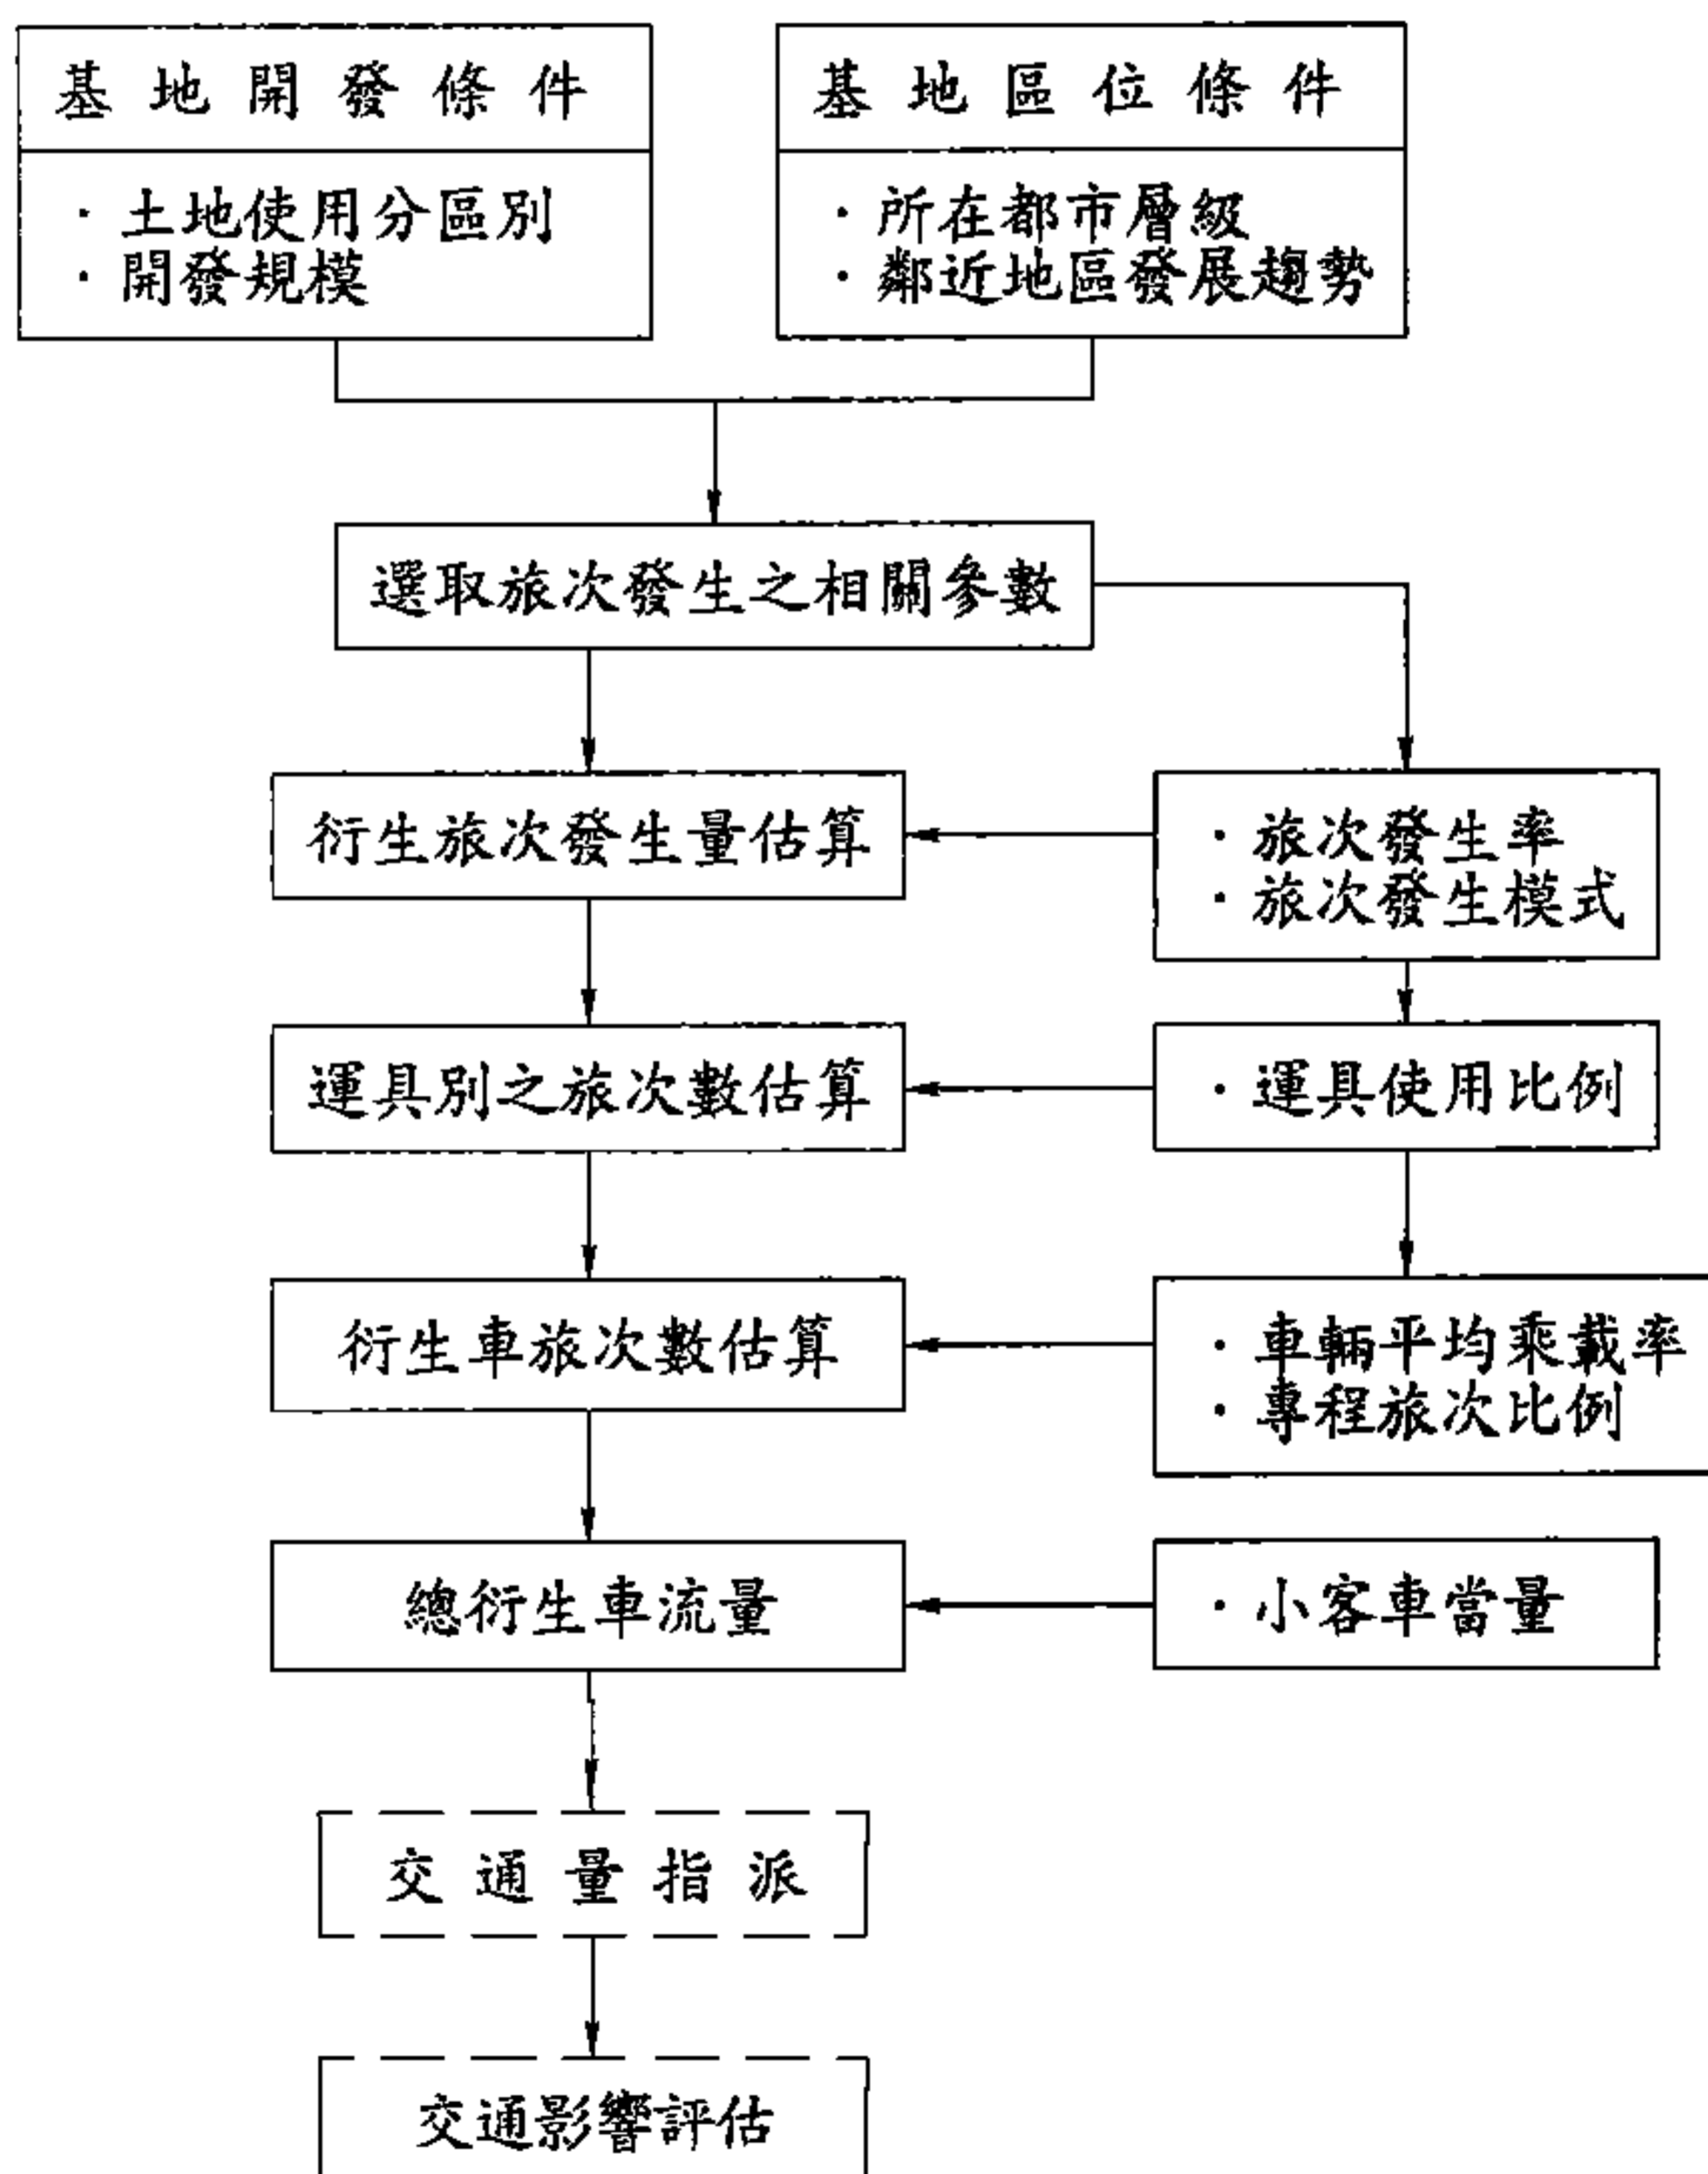 基地開發條件
・土地使用分區別
・開發規模
基地區位條件
・所在都市層級
・鄰近地區發展趨勢
選取旅次發生之相關參數
衍生旅次發生量估算
・旅次發生率
・旅次發生模式
運具別之旅次數估算
・運具使用比例
衍生車旅次數估算
・車輛平均乘載率
・專程旅次比例
總衍生車流量
・小客車當量
交通量指派
交通影響評估